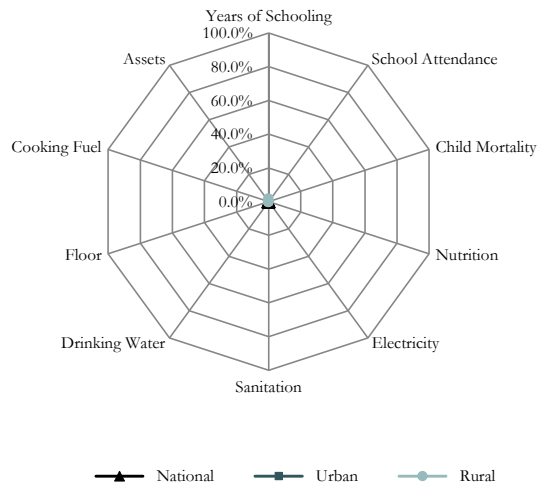 Years of Schooling
100.0%
Assets
School Attendance
80.0%
60.0%
Cooking Fuel
40.0%
Child Mortality
20.0%
0.0%
Floor
Nutrition
Drinking Water
Electricity
Sanitation
National Urban Rural